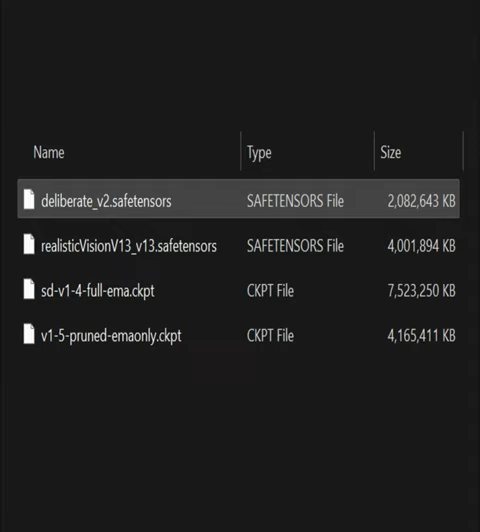 Name Type Size
deliberate_v2.safetensors SAFETENSORS File 2,082,643 KB
realisticVisionV13_v13.safetensors SAFETENSORS File 4,001,894 KB
sd-v1-4-full-ema.ckpt CKPT File 7,523,250 KB
v1-5-pruned-emaonly.ckpt CKPT File 4,165,411 KB